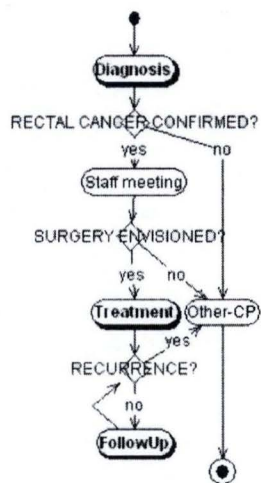 Diagnosis
RECTAL CANCER CONFIRMED?
yes
no
Staff meeting
SURGERY ENVISIONED?
yes
no
Treatment
Other-CP
yes
RECURRENCE?
no
FollowUp